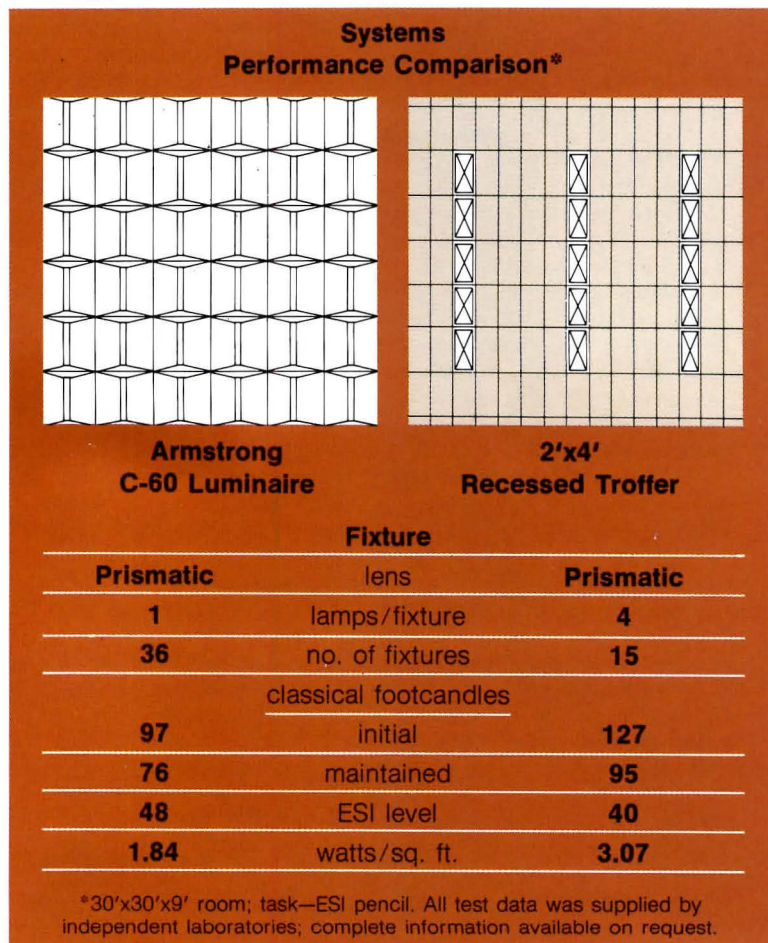 Systems
Performance Comparison*
Armstrong
C-60 Luminaire
2'x4'
Recessed Troffer
Fixture
Prismatic lens Prismatic
1 lamps/fixture 4
36 no. of fixtures 15
classical footcandles
97 initial 127
76 maintained 95
48 ESI level 40
1.84 watts/sq. ft. 3.07
*30'x30'x9' room; task—ESI pencil. All test data was supplied by
independent laboratories; complete information available on request.